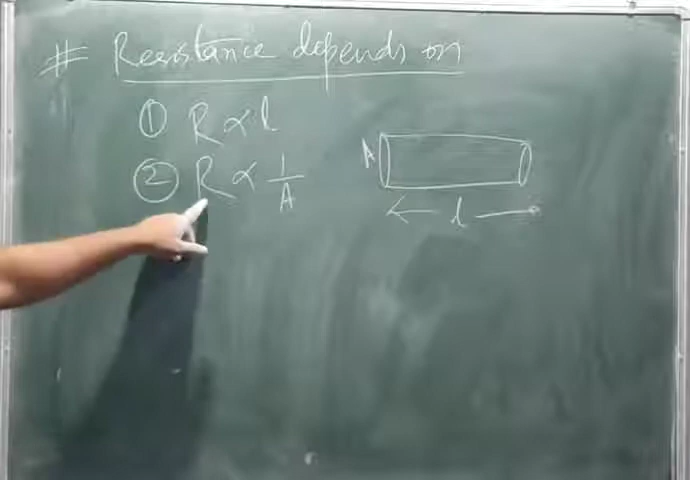 # Resistance depends on
① R ∝ l
② R ∝ 1/A
A
l